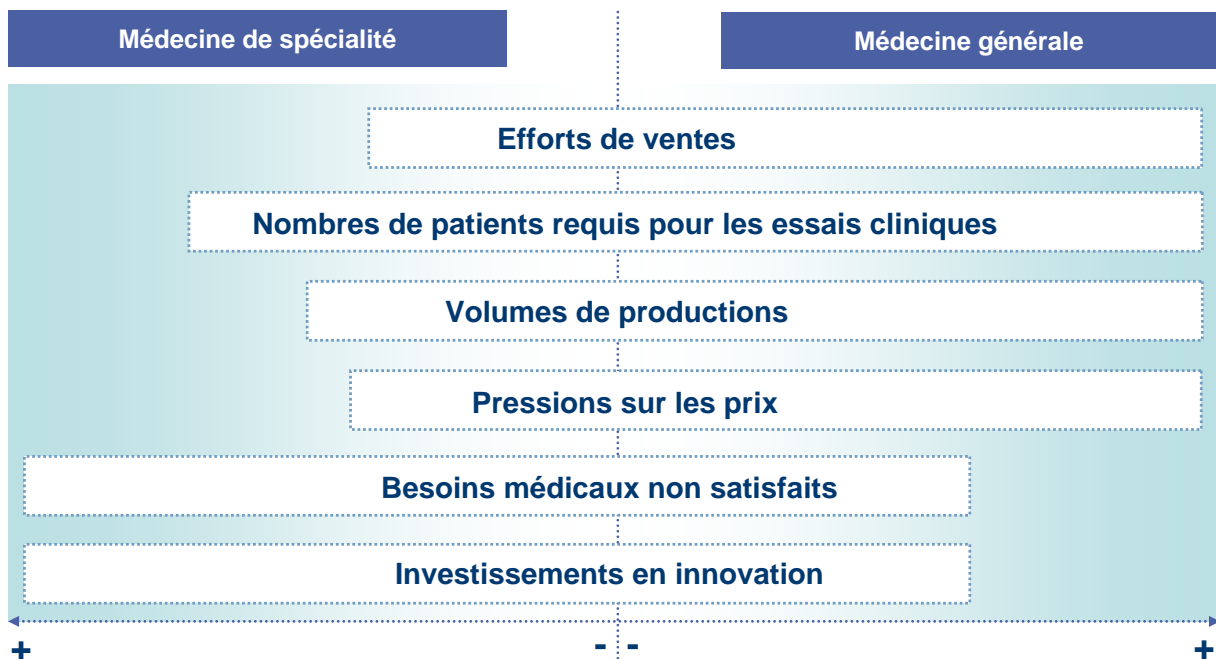 Médecine de spécialité
Médecine générale
Efforts de ventes
Nombres de patients requis pour les essais cliniques
Volumes de productions
Pressions sur les prix
Besoins médicaux non satisfaits
Investissements en innovation
+ - - +